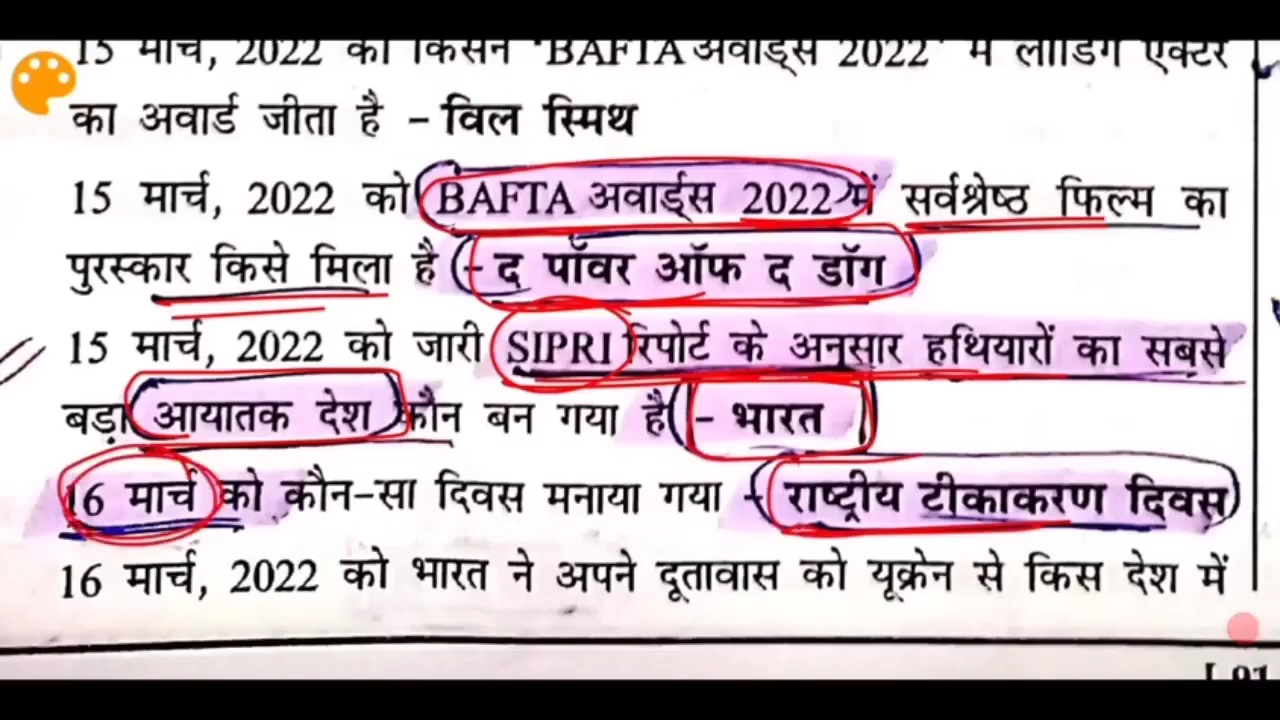 15 मार्च, 2022 को किसने 'BAFTA अवार्ड्स 2022' में लीडिंग एक्टर
का अवार्ड जीता है – विल स्मिथ
15 मार्च, 2022 को BAFTA अवार्ड्स 2022 में सर्वश्रेष्ठ फिल्म का
पुरस्कार किसे मिला है – द पॉवर ऑफ द डॉग
15 मार्च, 2022 को जारी SIPRI रिपोर्ट के अनुसार हथियारों का सबसे
बड़ा आयातक देश कौन बन गया है – भारत
16 मार्च को कौन-सा दिवस मनाया गया – राष्ट्रीय टीकाकरण दिवस
16 मार्च, 2022 को भारत ने अपने दूतावास को यूक्रेन से किस देश में